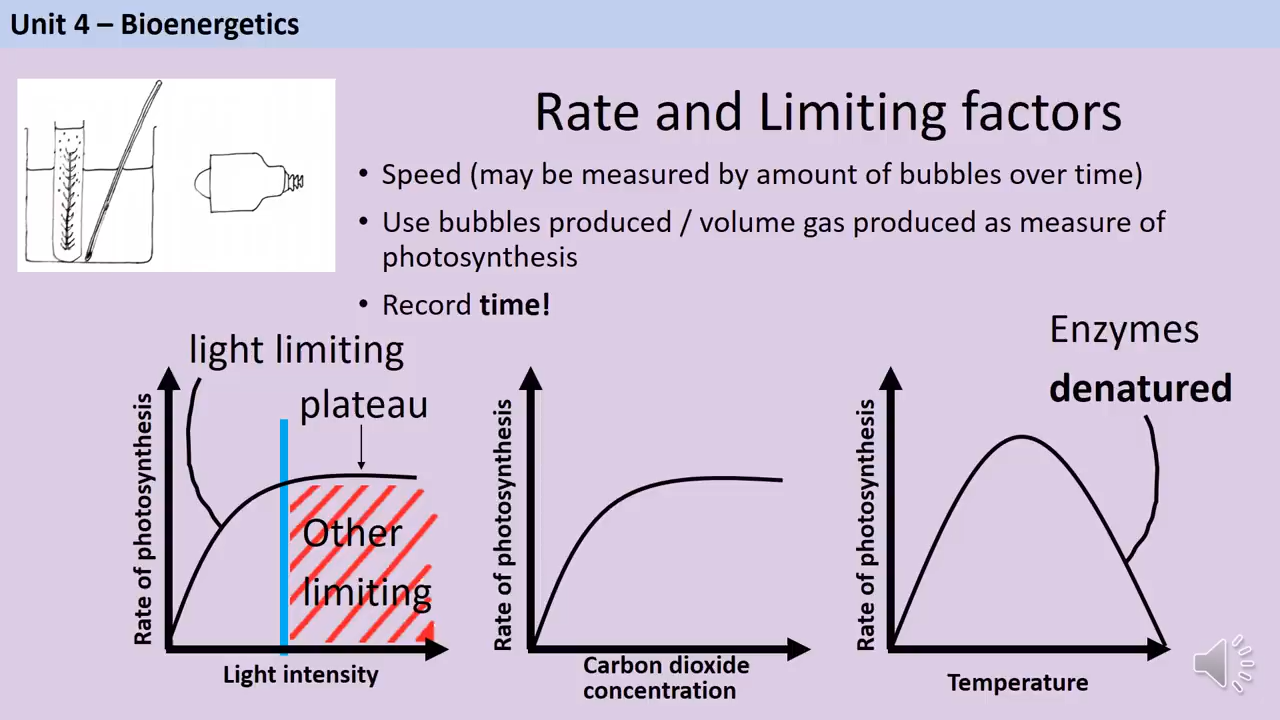 Unit 4 – Bioenergetics
Rate and Limiting factors
• Speed (may be measured by amount of bubbles over time)
• Use bubbles produced / volume gas produced as measure of
photosynthesis
• Record time!
light limiting
plateau
Other
limiting
Rate of photosynthesis
Light intensity
Rate of photosynthesis
Carbon dioxide
concentration
Enzymes
denatured
Rate of photosynthesis
Temperature